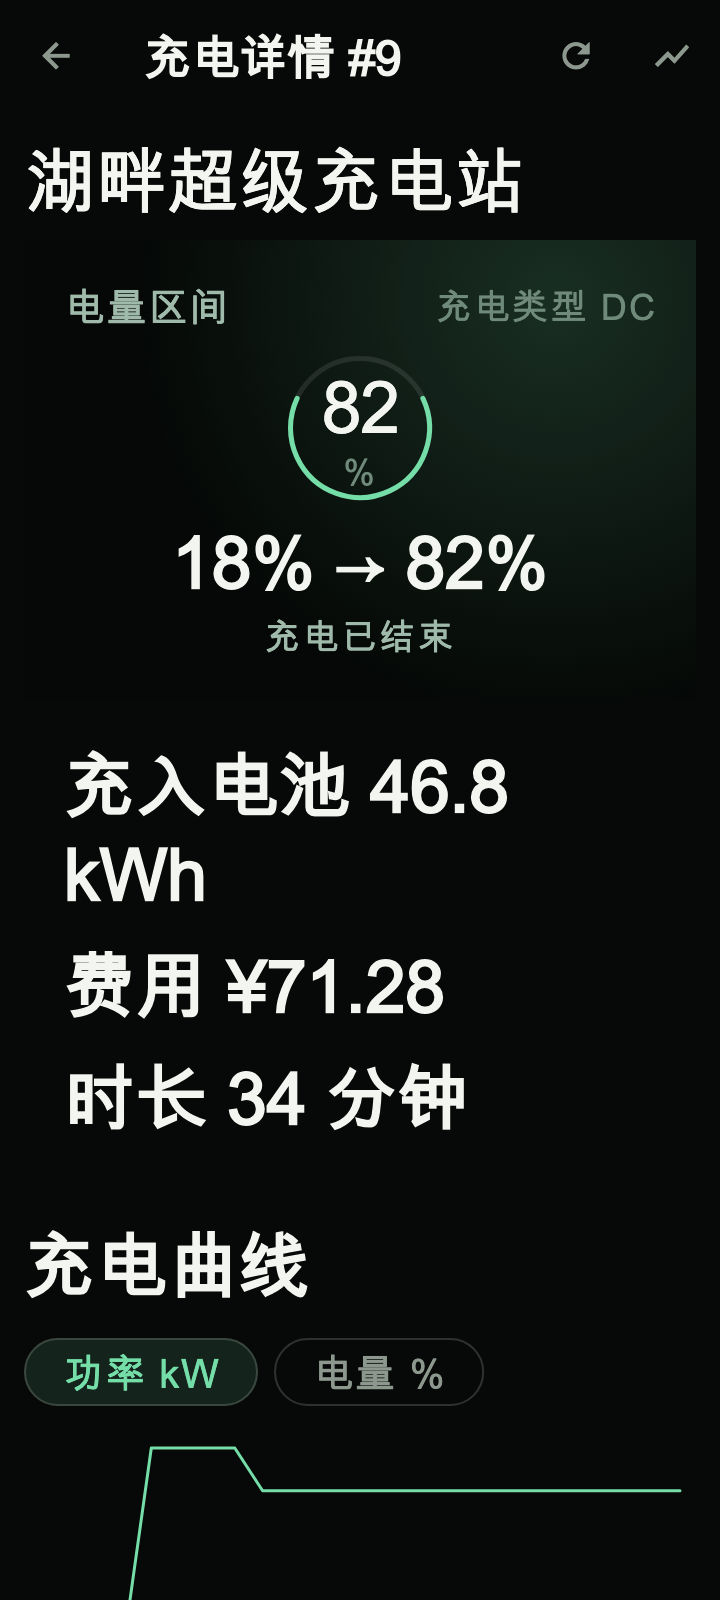 充电详情 #9
湖畔超级充电站
电量区间
充电类型 DC
82
%
18% → 82%
充电已结束
充入电池 46.8
kWh
费用 ¥71.28
时长 34 分钟
充电曲线
功率 kW
电量 %